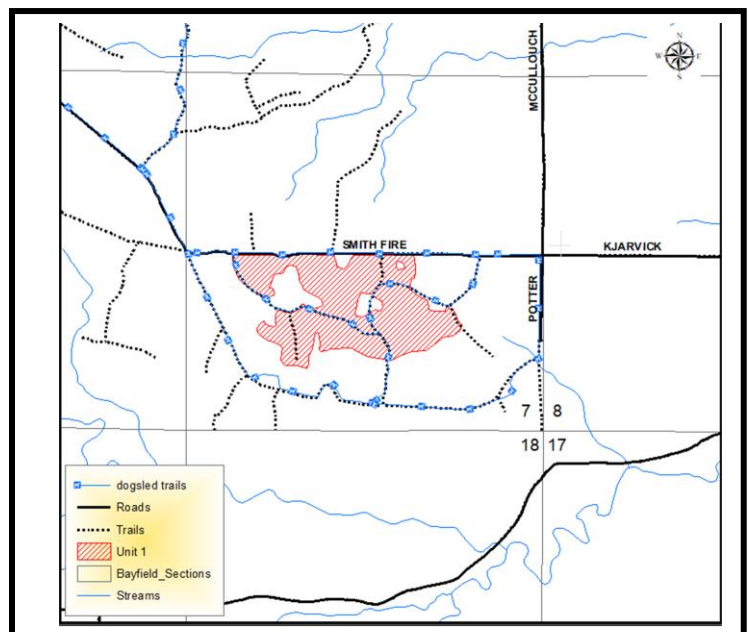 MCCULLOUCH
N
W E
S
SMITH FIRE
KJARVICK
POTTER
7 8
18 17
dogsled trails
Roads
Trails
Unit 1
Bayfield_Sections
Streams